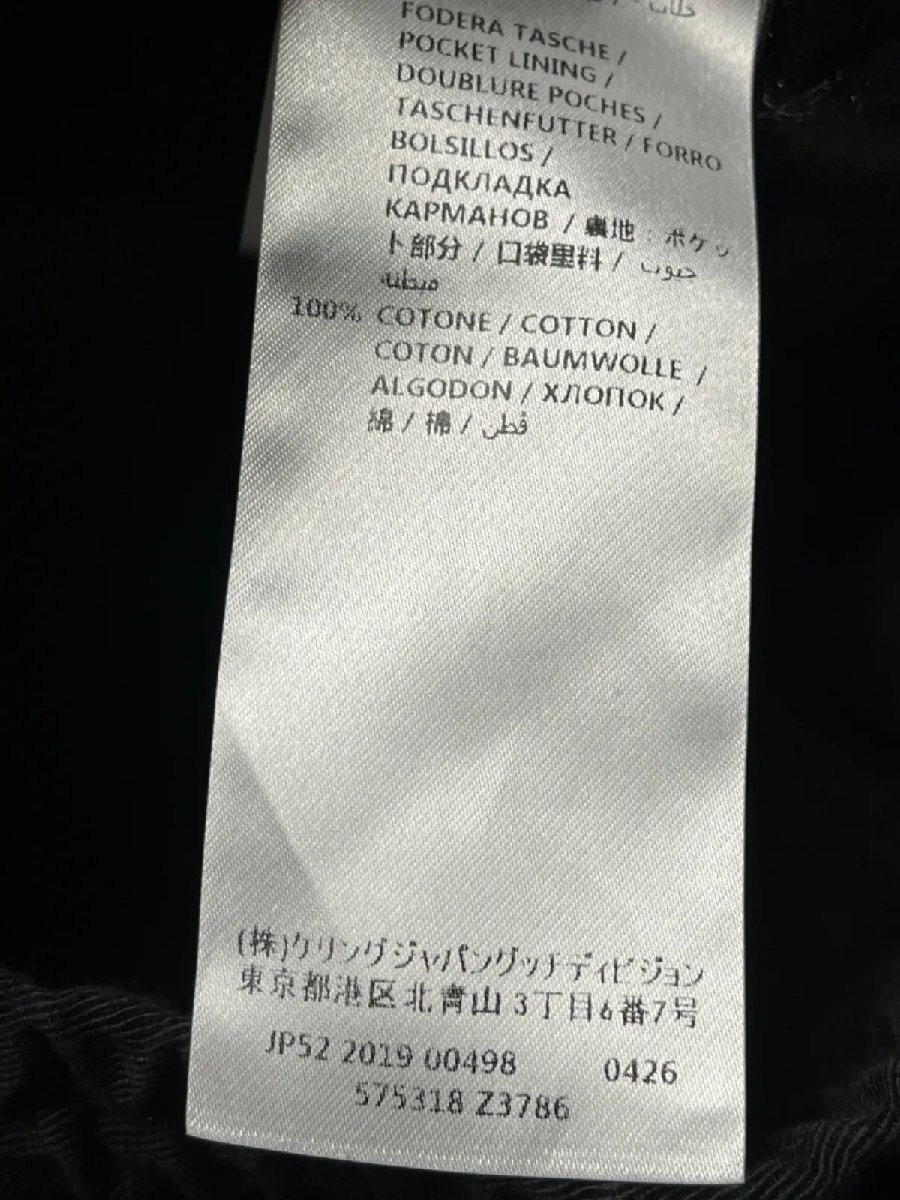 FODERA TASCHE /
POCKET LINING /
DOUBLURE POCHES /
TASCHENFUTTER / FORRO
BOLSILLOS /
ПОДКЛАДКА
КАРМАНОВ / 裏地：ポケッ
ト部分 / 口袋里料 / جيوب
مبطنة
100% COTONE / COTTON /
COTON / BAUMWOLLE /
ALGODON / ХЛОПОК /
綿 / 棉 / قطن
(株)ケリングジャパングッチディビジョン
東京都港区北青山3丁目6番7号
JP52 2019 00498 0426
575318 Z3786